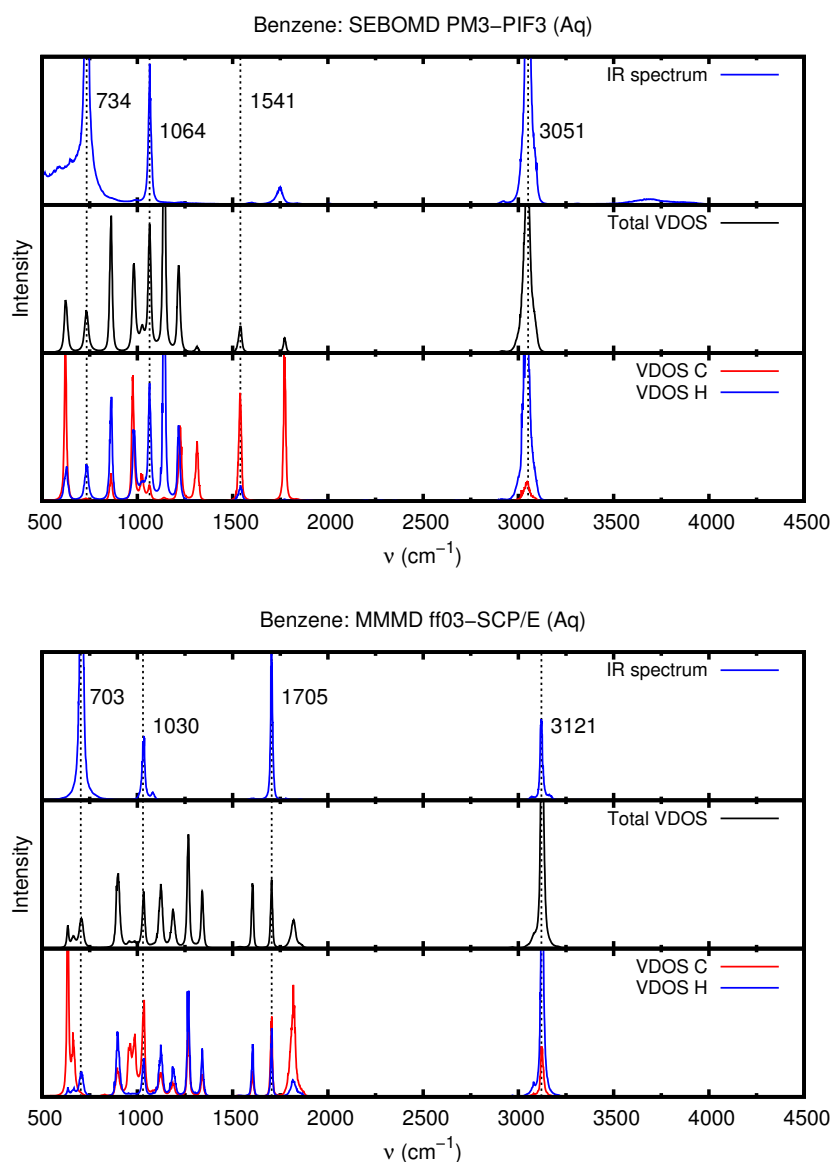 Benzene: SEBOMD PM3−PIF3 (Aq)
IR spectrum
734
1064
1541
3051
Total VDOS
Intensity
VDOS C
VDOS H
500 1000 1500 2000 2500 3000 3500 4000 4500
ν (cm−1)
Benzene: MMMD ff03−SCP/E (Aq)
IR spectrum
703
1030
1705
3121
Total VDOS
Intensity
VDOS C
VDOS H
500 1000 1500 2000 2500 3000 3500 4000 4500
ν (cm−1)